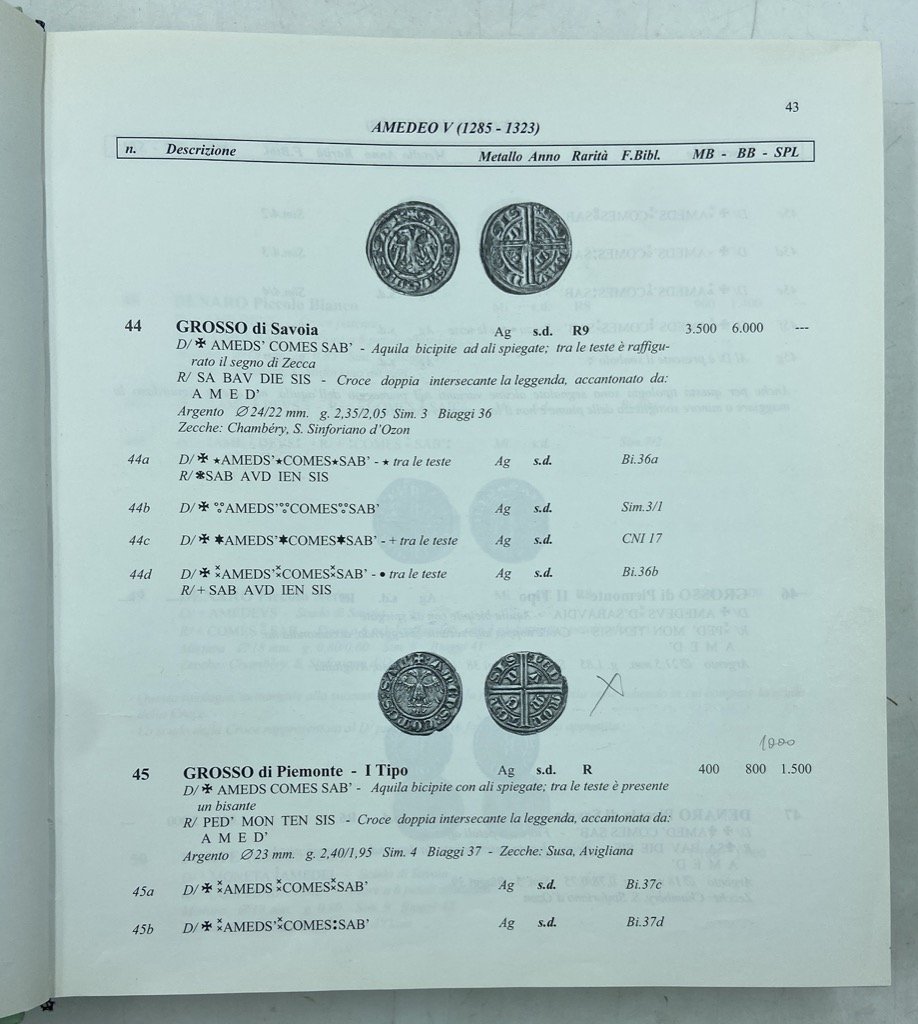 43
AMEDEO V (1285 - 1323)
n. Descrizione Metallo Anno Rarità F.Bibl. MB - BB - SPL
44 GROSSO di Savoia Ag s.d. R9 3.500 6.000 ---
D/ ✠ AMEDS' COMES SAB' - Aquila bicipite ad ali spiegate; tra le teste è raffigu-
rato il segno di Zecca
R/ SA BAV DIE SIS - Croce doppia intersecante la leggenda, accantonato da:
A M E D'
Argento Ø 24/22 mm. g. 2,35/2,05 Sim. 3 Biaggi 36
Zecche: Chambéry, S. Sinforiano d'Ozon
44a D/ ✠ ★AMEDS'★COMES★SAB' - ★ tra le teste Ag s.d. Bi.36a
R/ ✽SAB AVD IEN SIS
44b D/ ✠ °°AMEDS'°°COMES°°SAB' Ag s.d. Sim.3/1
44c D/ ✠ ✶AMEDS'✶COMES✶SAB' - + tra le teste Ag s.d. CNI 17
44d D/ ✠ ×AMEDS'×COMES×SAB' - • tra le teste Ag s.d. Bi.36b
R/ + SAB AVD IEN SIS
1000
45 GROSSO di Piemonte - I Tipo Ag s.d. R 400 800 1.500
D/ ✠ AMEDS COMES SAB' - Aquila bicipite con ali spiegate; tra le teste è presente
un bisante
R/ PED' MON TEN SIS - Croce doppia intersecante la leggenda, accantonata da:
A M E D'
Argento Ø 23 mm. g. 2,40/1,95 Sim. 4 Biaggi 37 - Zecche: Susa, Avigliana
45a D/ ✠ ×AMEDS ×COMES×SAB' Ag s.d. Bi.37c
45b D/ ✠ ×AMEDS'×COMES:SAB' Ag s.d. Bi.37d